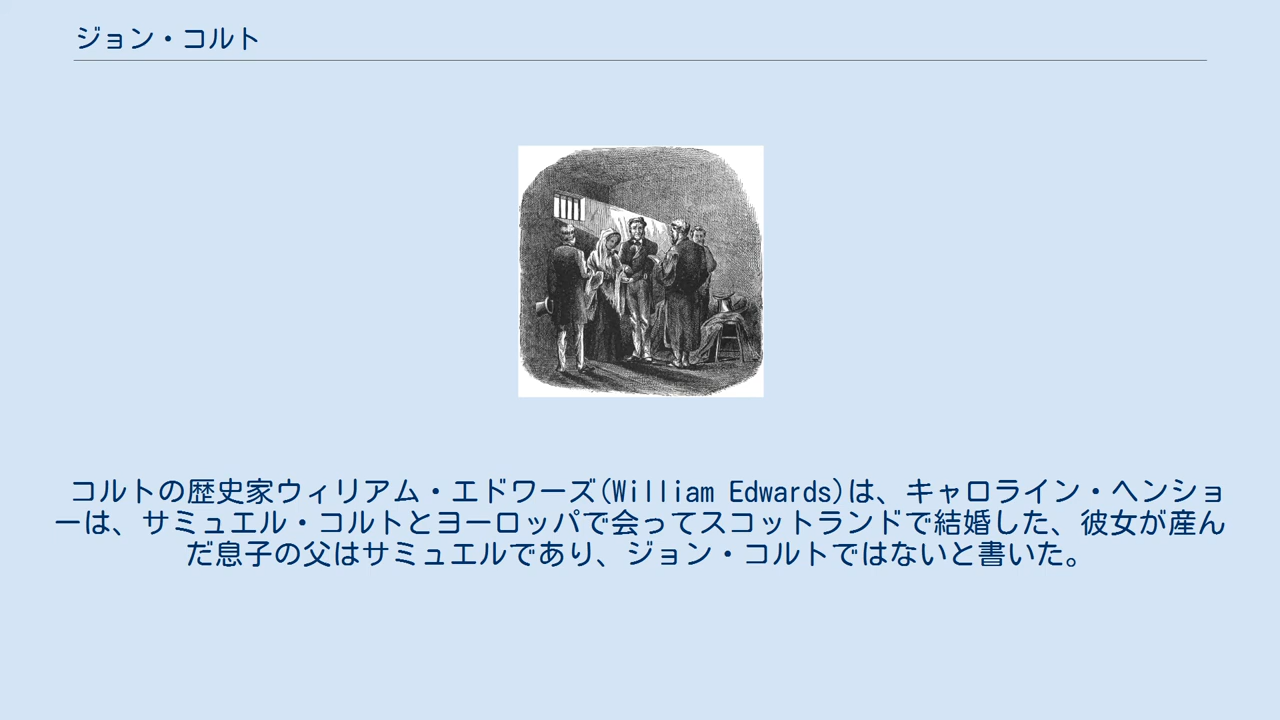 ジョン・コルト
コルトの歴史家ウィリアム・エドワーズ(William Edwards)は、キャロライン・ヘンショ
ーは、サミュエル・コルトとヨーロッパで会ってスコットランドで結婚した、彼女が産ん
だ息子の父はサミュエルであり、ジョン・コルトではないと書いた。